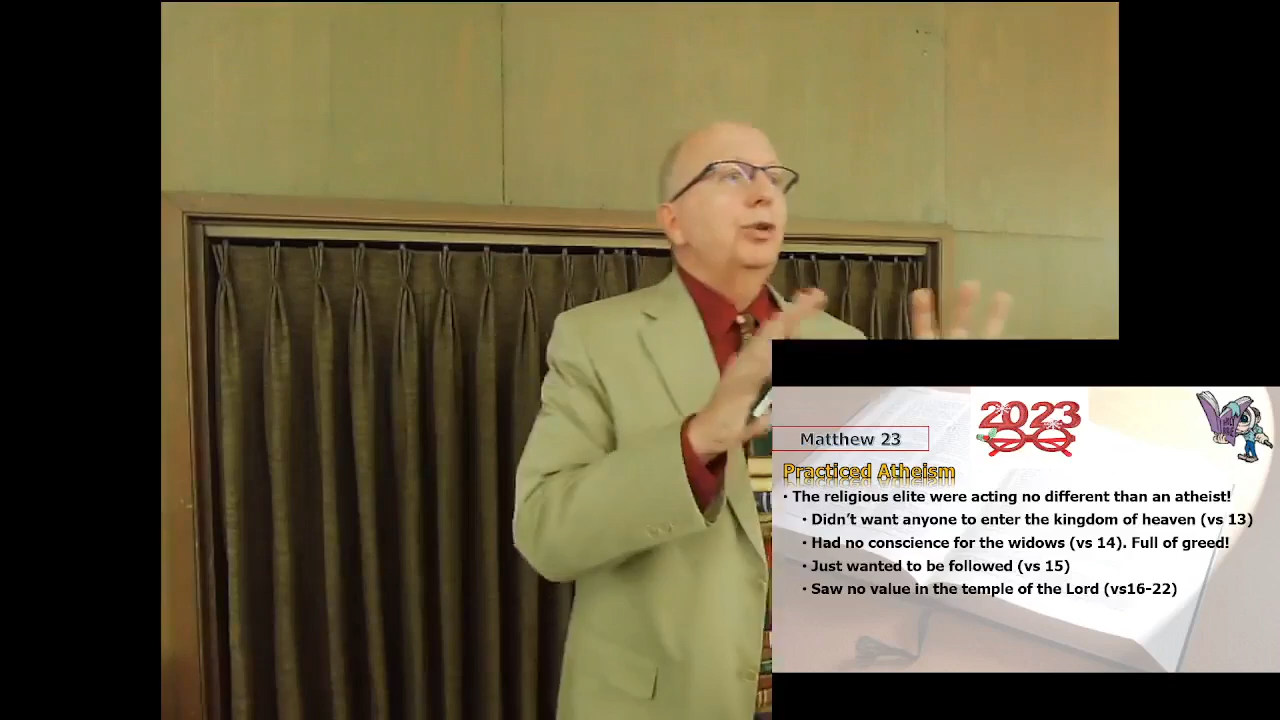 2023
Matthew 23
Practiced Atheism
• The religious elite were acting no different than an atheist!
• Didn't want anyone to enter the kingdom of heaven (vs 13)
• Had no conscience for the widows (vs 14). Full of greed!
• Just wanted to be followed (vs 15)
• Saw no value in the temple of the Lord (vs16-22)